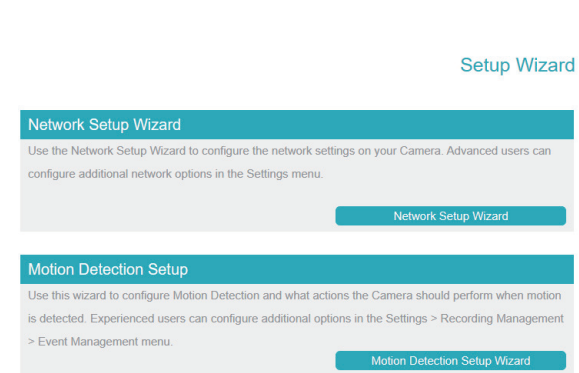 Setup Wizard
Network Setup Wizard
Use the Network Setup Wizard to configure the network settings on your Camera. Advanced users can
configure additional network options in the Settings menu.
Network Setup Wizard
Motion Detection Setup
Use this wizard to configure Motion Detection and what actions the Camera should perform when motion
is detected. Experienced users can configure additional options in the Settings > Recording Management
> Event Management menu.
Motion Detection Setup Wizard